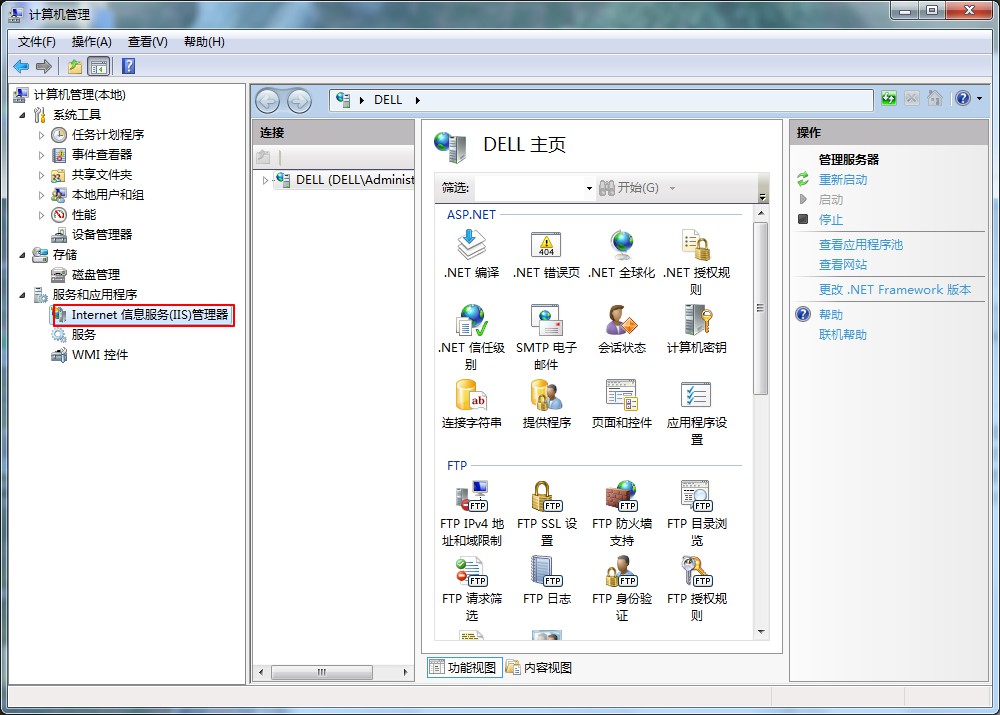 计算机管理
文件(F) 操作(A) 查看(V) 帮助(H)
计算机管理(本地)
系统工具
任务计划程序
事件查看器
共享文件夹
本地用户和组
性能
设备管理器
存储
磁盘管理
服务和应用程序
Internet 信息服务(IIS)管理器
服务
WMI 控件
DELL
连接
DELL (DELL\Administ
DELL 主页
筛选:
开始(G)
ASP.NET
.NET 编译
.NET 错误页
.NET 全球化
.NET 授权规
则
.NET 信任级
别
SMTP 电子
邮件
会话状态
计算机密钥
连接字符串
提供程序
页面和控件
应用程序设
置
FTP
FTP IPv4 地
址和域限制
FTP SSL 设
置
FTP 防火墙
支持
FTP 目录浏
览
FTP 请求筛
选
FTP 日志
FTP 身份验
证
FTP 授权规
则
功能视图
内容视图
操作
管理服务器
重新启动
启动
停止
查看应用程序池
查看网站
更改 .NET Framework 版本
帮助
联机帮助